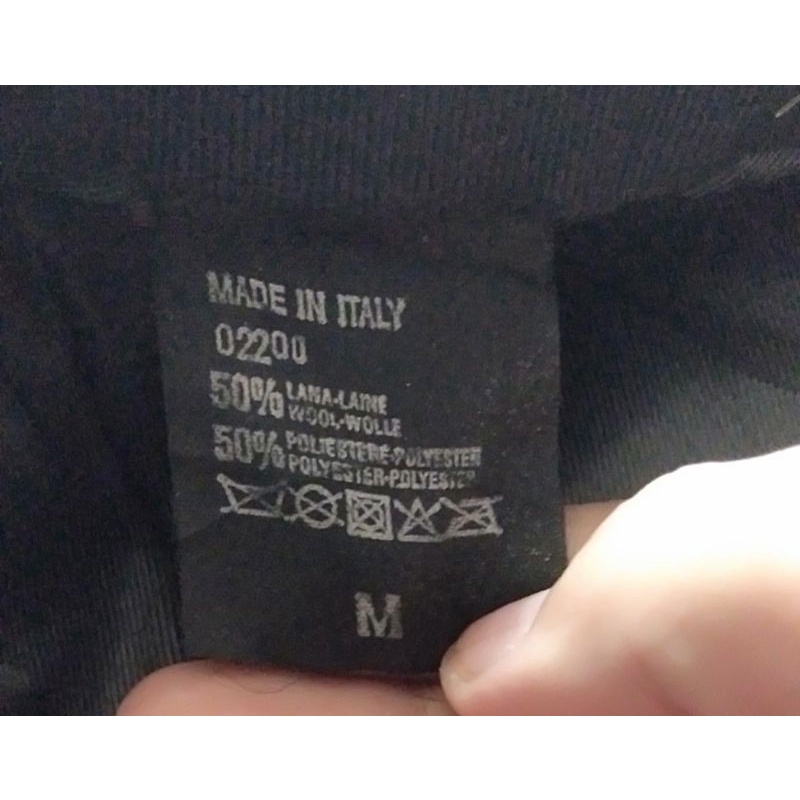 MADE IN ITALY
02200
50% LANA-LAINE
WOOL-WOLLE
50% POLIESTERE-POLYESTER
POLYESTER-POLYESTER
M